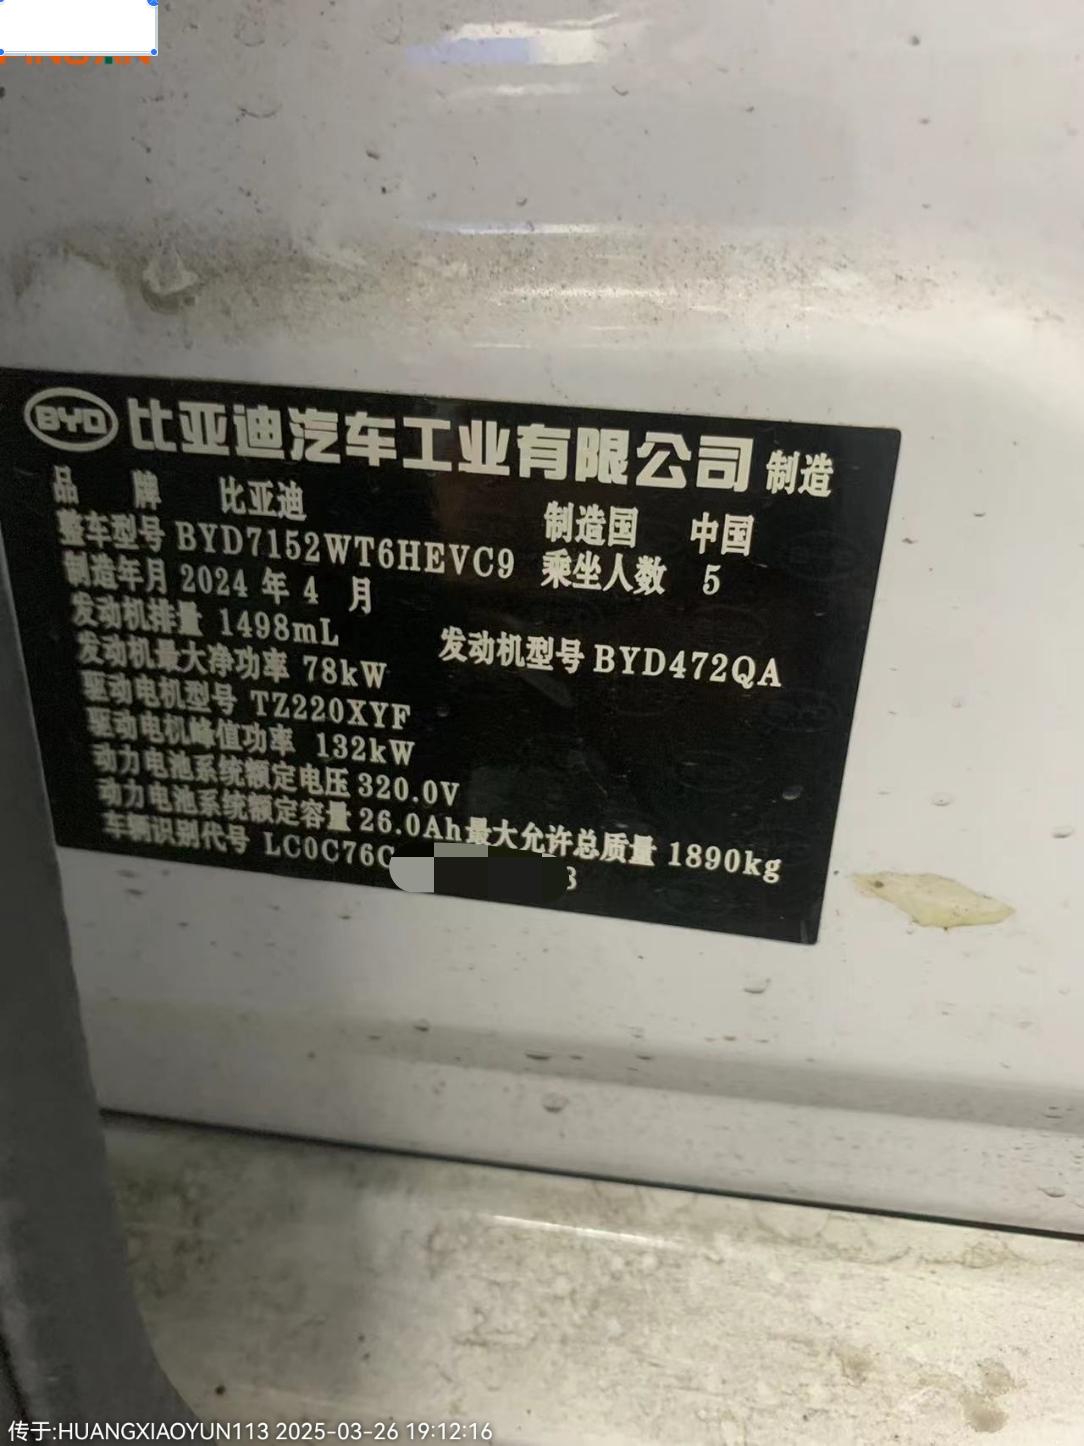 BYD 比亚迪汽车工业有限公司 制造
品 牌 比亚迪 制造国 中国
整车型号 BYD7152WT6HEVC9 乘坐人数 5
制造年月 2024 年 4 月
发动机排量 1498mL 发动机型号 BYD472QA
发动机最大净功率 78kW
驱动电机型号 TZ220XYF
驱动电机峰值功率 132kW
动力电池系统额定电压 320.0V
动力电池系统额定容量 26.0Ah 最大允许总质量 1890kg
车辆识别代号 LC0C76C
传于:HUANGXIAOYUN113 2025-03-26 19:12:16